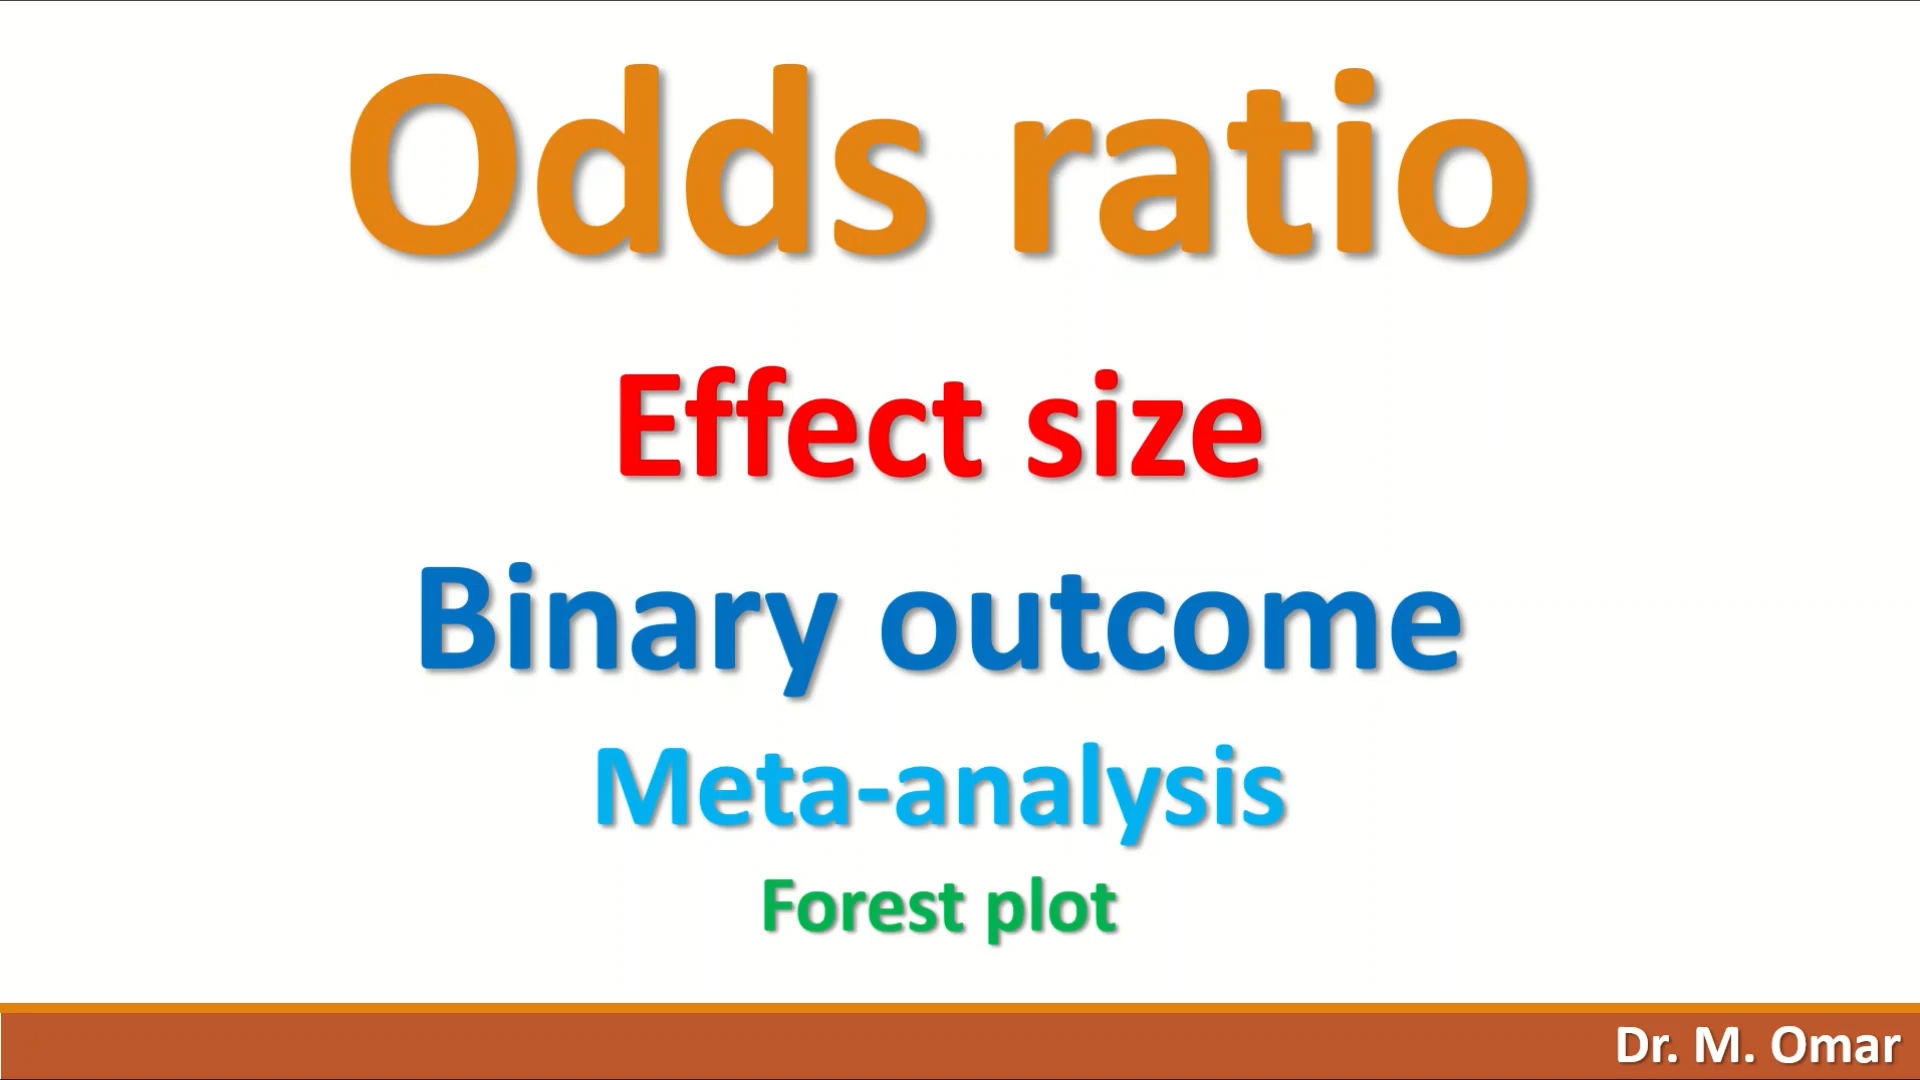 Odds ratio
Effect size
Binary outcome
Meta-analysis
Forest plot
Dr. M. Omar